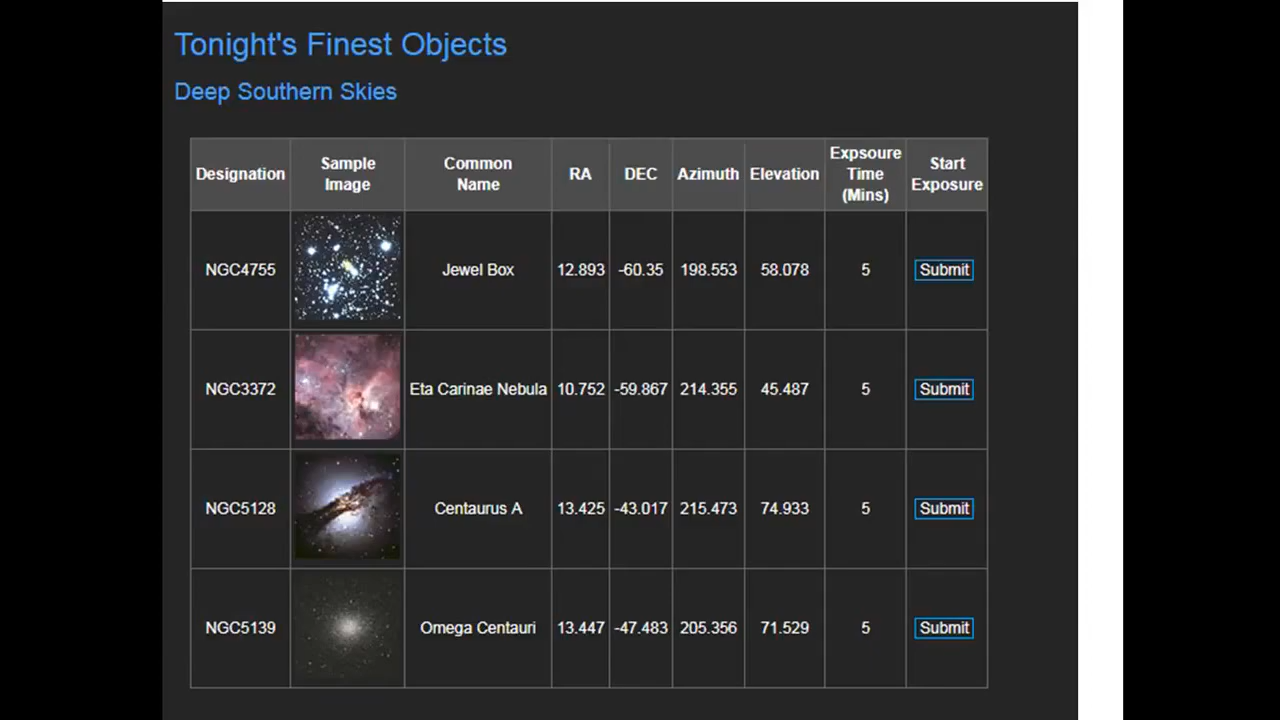 Tonight's Finest Objects
Deep Southern Skies
Designation Sample Image Common Name RA DEC Azimuth Elevation Expsoure Time (Mins) Start Exposure
NGC4755 Jewel Box 12.893 -60.35 198.553 58.078 5 Submit
NGC3372 Eta Carinae Nebula 10.752 -59.867 214.355 45.487 5 Submit
NGC5128 Centaurus A 13.425 -43.017 215.473 74.933 5 Submit
NGC5139 Omega Centauri 13.447 -47.483 205.356 71.529 5 Submit